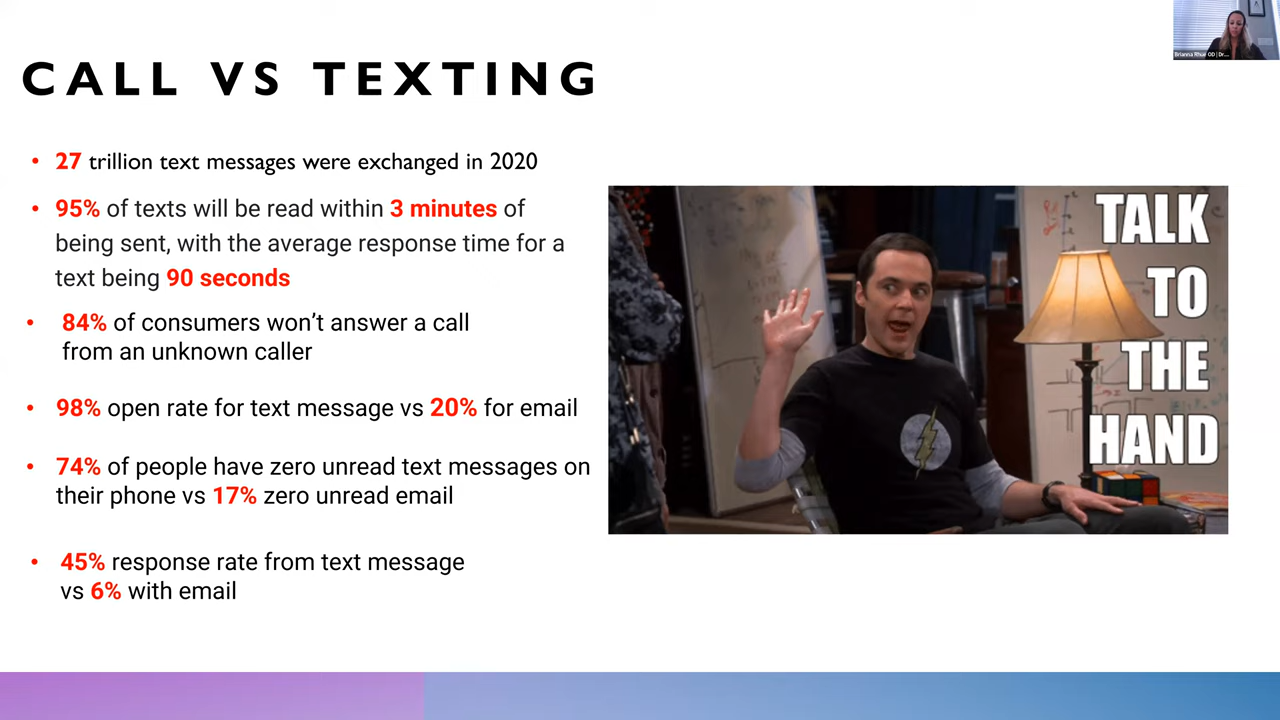 CALL VS TEXTING
• 27 trillion text messages were exchanged in 2020
• 95% of texts will be read within 3 minutes of
being sent, with the average response time for a
text being 90 seconds
• 84% of consumers won’t answer a call
from an unknown caller
• 98% open rate for text message vs 20% for email
• 74% of people have zero unread text messages on
their phone vs 17% zero unread email
• 45% response rate from text message
vs 6% with email
TALK
TO
THE
HAND
Brianna Rhue OD | Dr...